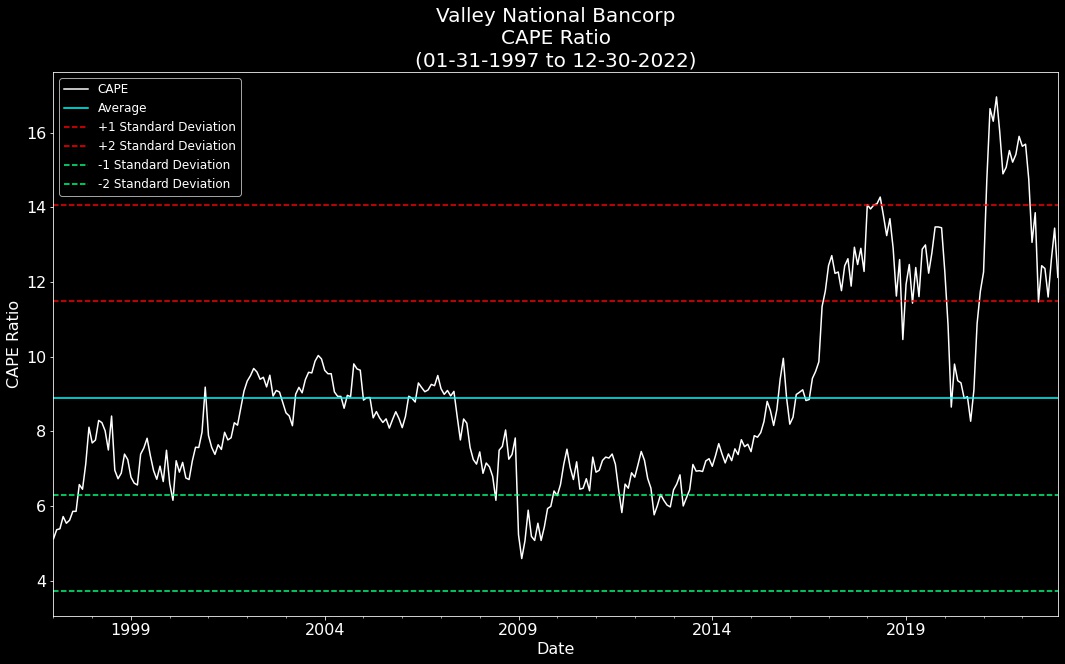 Valley National Bancorp
CAPE Ratio
(01-31-1997 to 12-30-2022)
CAPE
Average
+1 Standard Deviation
+2 Standard Deviation
-1 Standard Deviation
-2 Standard Deviation
16
14
12
10
8
6
4
CAPE Ratio
1999
2004
2009
2014
2019
Date